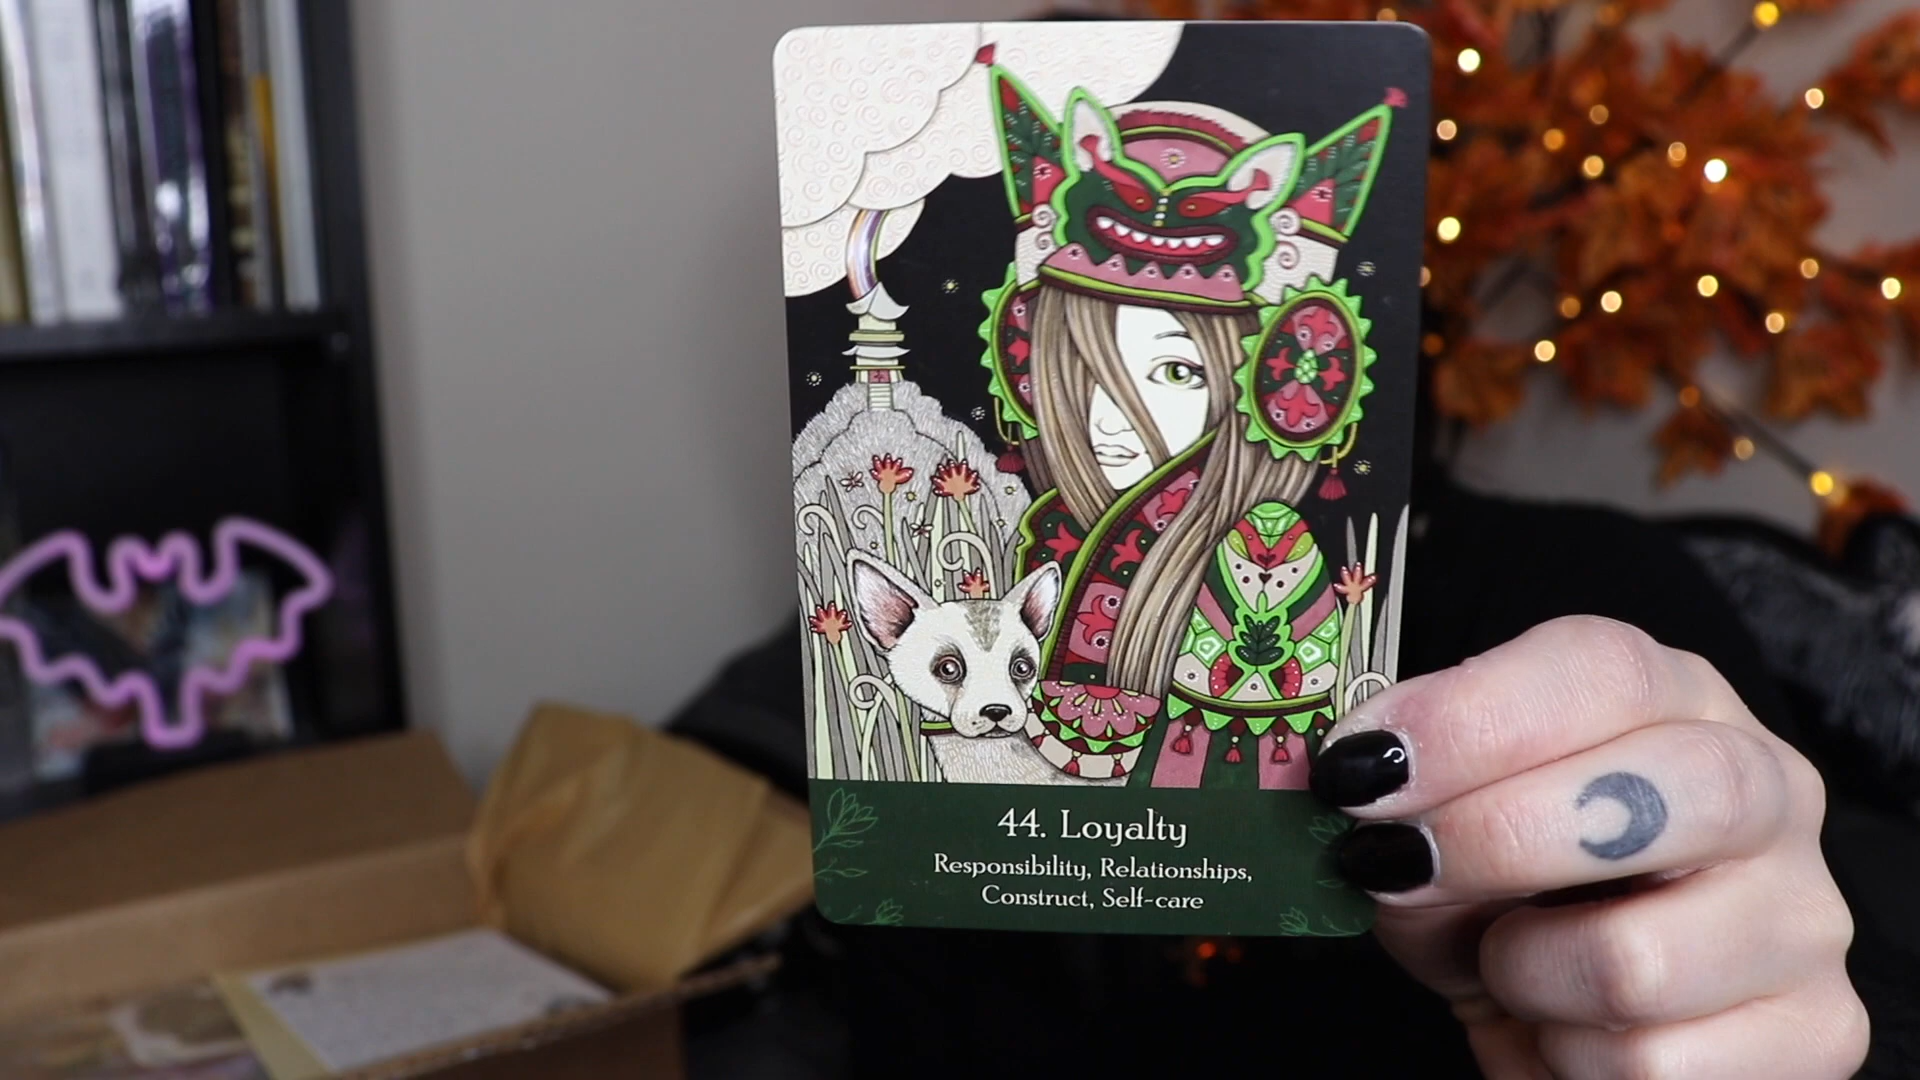 44. Loyalty
Responsibility, Relationships,
Construct, Self-care